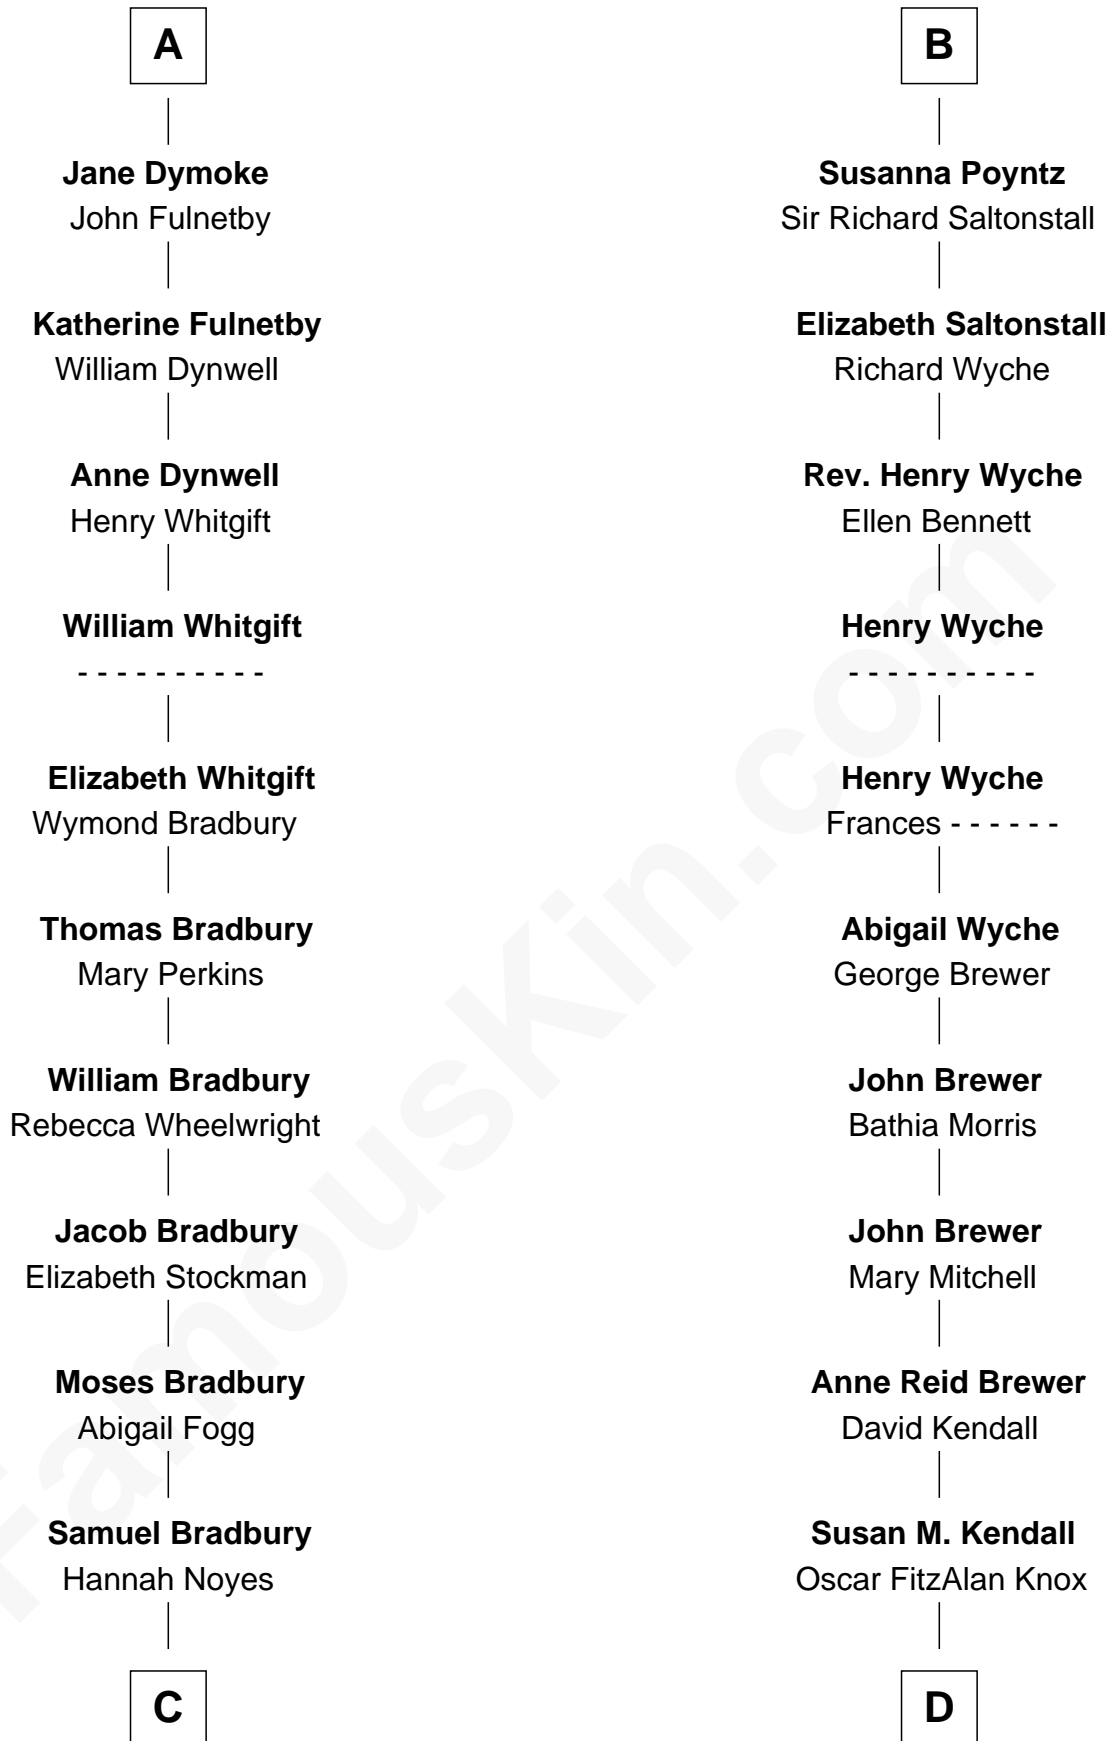 A
Jane Dymoke
John Fulnetby
Katherine Fulnetby
William Dynwell
Anne Dynwell
Henry Whitgift
William Whitgift
- - - - - - - - - -
Elizabeth Whitgift
Wymond Bradbury
Thomas Bradbury
Mary Perkins
William Bradbury
Rebecca Wheelwright
Jacob Bradbury
Elizabeth Stockman
Moses Bradbury
Abigail Fogg
Samuel Bradbury
Hannah Noyes
C
B
Susanna Poyntz
Sir Richard Saltonstall
Elizabeth Saltonstall
Richard Wyche
Rev. Henry Wyche
Ellen Bennett
Henry Wyche
- - - - - - - - - -
Henry Wyche
Frances - - - - - -
Abigail Wyche
George Brewer
John Brewer
Bathia Morris
John Brewer
Mary Mitchell
Anne Reid Brewer
David Kendall
Susan M. Kendall
Oscar FitzAlan Knox
D
FamousKin.com